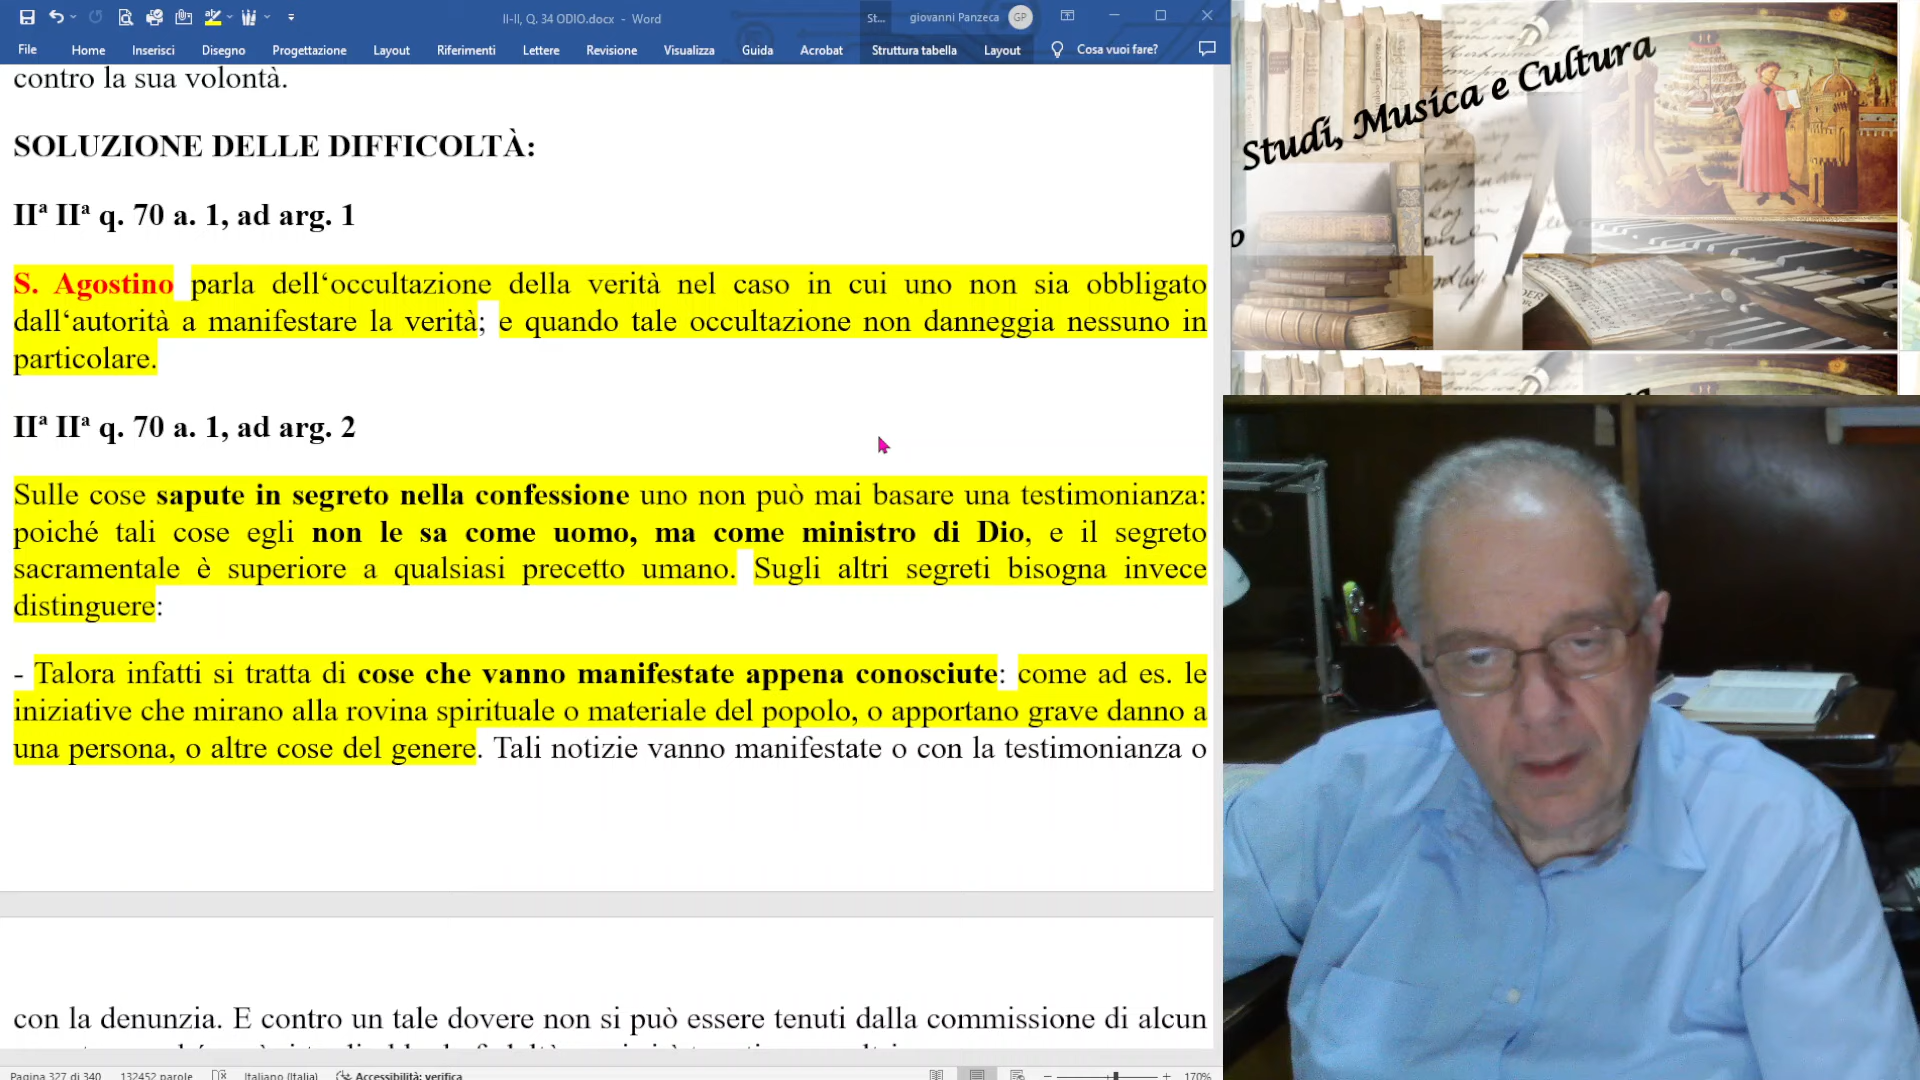 II-II, Q. 34 ODIO.docx - Word
St...
giovanni Panzeca
GP
File
Home
Inserisci
Disegno
Progettazione
Layout
Riferimenti
Lettere
Revisione
Visualizza
Guida
Acrobat
Struttura tabella
Layout
Cosa vuoi fare?
contro la sua volontà.
SOLUZIONE DELLE DIFFICOLTÀ:
IIª IIª q. 70 a. 1, ad arg. 1
S. Agostino parla dell‘occultazione della verità nel caso in cui uno non sia obbligato
dall‘autorità a manifestare la verità; e quando tale occultazione non danneggia nessuno in
particolare.
IIª IIª q. 70 a. 1, ad arg. 2
Sulle cose sapute in segreto nella confessione uno non può mai basare una testimonianza:
poiché tali cose egli non le sa come uomo, ma come ministro di Dio, e il segreto
sacramentale è superiore a qualsiasi precetto umano. Sugli altri segreti bisogna invece
distinguere:
- Talora infatti si tratta di cose che vanno manifestate appena conosciute: come ad es. le
iniziative che mirano alla rovina spirituale o materiale del popolo, o apportano grave danno a
una persona, o altre cose del genere. Tali notizie vanno manifestate o con la testimonianza o
con la denunzia. E contro un tale dovere non si può essere tenuti dalla commissione di alcun
Pagina 327 di 340
132452 parole
Italiano (Italia)
Accessibilità: verifica
170%
Studi, Musica e Cultura
o